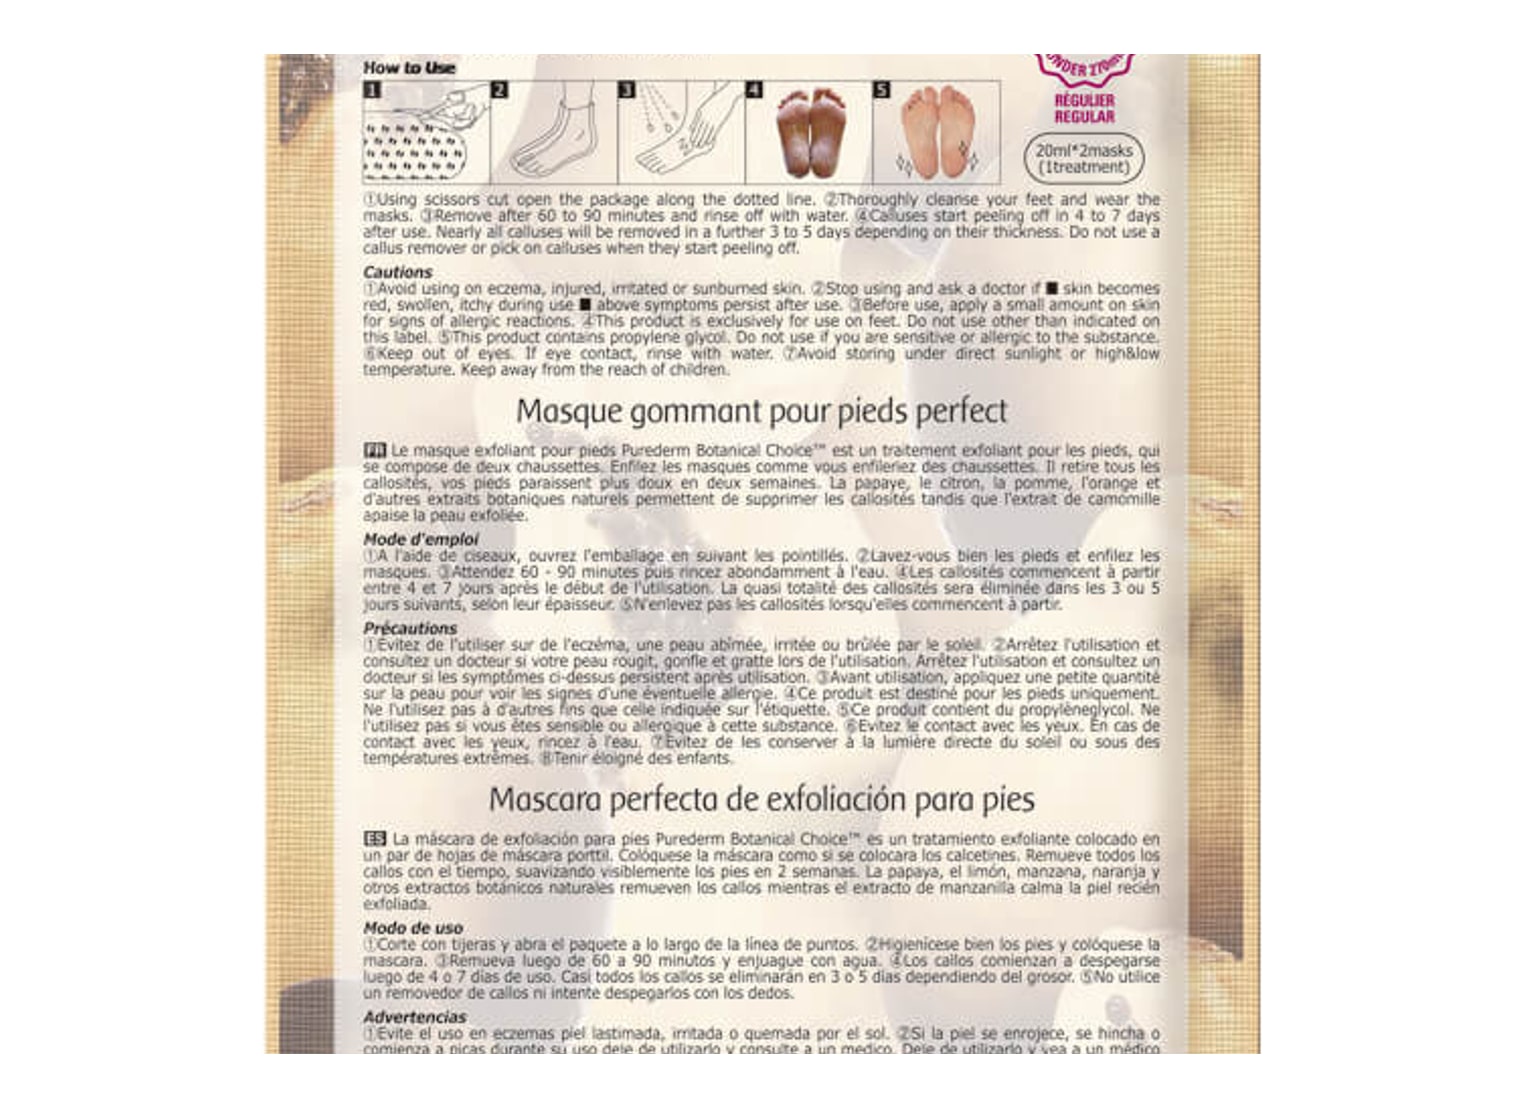 How to Use
1 2 3 4 5
UNDER 270mm
RÉGULIER
REGULAR
20ml*2masks
(1treatment)
①Using scissors cut open the package along the dotted line. ②Thoroughly cleanse your feet and wear the
masks. ③Remove after 60 to 90 minutes and rinse off with water. ④Calluses start peeling off in 4 to 7 days
after use. Nearly all calluses will be removed in a further 3 to 5 days depending on their thickness. Do not use a
callus remover or pick on calluses when they start peeling off.
Cautions
①Avoid using on eczema, injured, irritated or sunburned skin. ②Stop using and ask a doctor if ■ skin becomes
red, swollen, itchy during use ■ above symptoms persist after use. ③Before use, apply a small amount on skin
for signs of allergic reactions. ④This product is exclusively for use on feet. Do not use other than indicated on
this label. ⑤This product contains propylene glycol. Do not use if you are sensitive or allergic to the substance.
⑥Keep out of eyes. If eye contact, rinse with water. ⑦Avoid storing under direct sunlight or high&low
temperature. Keep away from the reach of children.
Masque gommant pour pieds perfect
FR Le masque exfoliant pour pieds Purederm Botanical Choice™ est un traitement exfoliant pour les pieds, qui
se compose de deux chaussettes. Enfilez les masques comme vous enfileriez des chaussettes. Il retire tous les
callosités, vos pieds paraissent plus doux en deux semaines. La papaye, le citron, la pomme, l'orange et
d'autres extraits botaniques naturels permettent de supprimer les callosités tandis que l'extrait de camomille
apaise la peau exfoliée.
Mode d'emploi
①A l'aide de ciseaux, ouvrez l'emballage en suivant les pointillés. ②Lavez-vous bien les pieds et enfilez les
masques. ③Attendez 60 - 90 minutes puis rincez abondamment à l'eau. ④Les callosités commencent à partir
entre 4 et 7 jours après le début de l'utilisation. La quasi totalité des callosités sera éliminée dans les 3 ou 5
jours suivants, selon leur épaisseur. ⑤N'enlevez pas les callosités lorsqu'elles commencent à partir.
Précautions
①Evitez de l'utiliser sur de l'eczéma, une peau abîmée, irritée ou brûlée par le soleil. ②Arrêtez l'utilisation et
consultez un docteur si votre peau rougit, gonfle et gratte lors de l'utilisation. Arrêtez l'utilisation et consultez un
docteur si les symptômes ci-dessus persistent après utilisation. ③Avant utilisation, appliquez une petite quantité
sur la peau pour voir les signes d'une éventuelle allergie. ④Ce produit est destiné pour les pieds uniquement.
Ne l'utilisez pas à d'autres fins que celle indiquée sur l'étiquette. ⑤Ce produit contient du propylèneglycol. Ne
l'utilisez pas si vous êtes sensible ou allergique à cette substance. ⑥Evitez le contact avec les yeux. En cas de
contact avec les yeux, rincez à l'eau. ⑦Evitez de les conserver à la lumière directe du soleil ou sous des
températures extrêmes. ⑧Tenir éloigné des enfants.
Mascara perfecta de exfoliación para pies
ES La máscara de exfoliación para pies Purederm Botanical Choice™ es un tratamiento exfoliante colocado en
un par de hojas de máscara porttil. Colóquese la máscara como si se colocara los calcetines. Remueve todos los
callos con el tiempo, suavizando visiblemente los pies en 2 semanas. La papaya, el limón, manzana, naranja y
otros extractos botánicos naturales remueven los callos mientras el extracto de manzanilla calma la piel recién
exfoliada.
Modo de uso
①Corte con tijeras y abra el paquete a lo largo de la línea de puntos. ②Higienícese bien los pies y colóquese la
mascara. ③Remueva luego de 60 a 90 minutos y enjuague con agua. ④Los callos comienzan a despegarse
luego de 4 o 7 días de uso. Casi todos los callos se eliminarán en 3 o 5 días dependiendo del grosor. ⑤No utilice
un removedor de callos ni intente despegarlos con los dedos.
Advertencias
①Evite el uso en eczemas piel lastimada, irritada o quemada por el sol. ②Si la piel se enrojece, se hincha o
comienza a picas durante su uso deje de utilizarlo y consulte a un medico. Deje de utilizarlo y vea a un médico